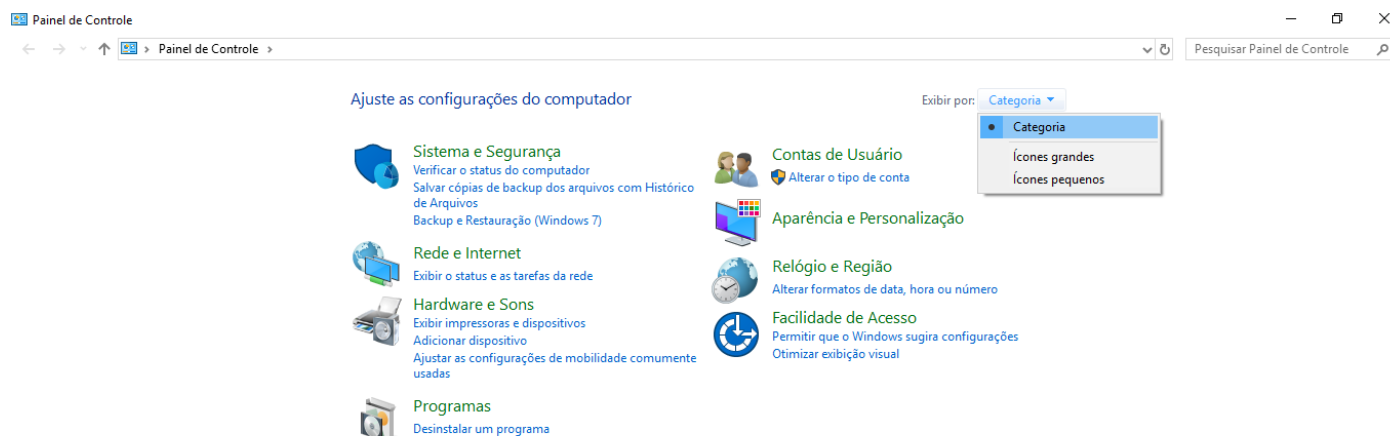 Painel de Controle
Painel de Controle
Pesquisar Painel de Controle
Ajuste as configurações do computador
Exibir por: Categoria
Categoria
Ícones grandes
Ícones pequenos
Sistema e Segurança
Verificar o status do computador
Salvar cópias de backup dos arquivos com Histórico
de Arquivos
Backup e Restauração (Windows 7)
Rede e Internet
Exibir o status e as tarefas da rede
Hardware e Sons
Exibir impressoras e dispositivos
Adicionar dispositivo
Ajustar as configurações de mobilidade comumente
usadas
Programas
Desinstalar um programa
Contas de Usuário
Alterar o tipo de conta
Aparência e Personalização
Relógio e Região
Alterar formatos de data, hora ou número
Facilidade de Acesso
Permitir que o Windows sugira configurações
Otimizar exibição visual